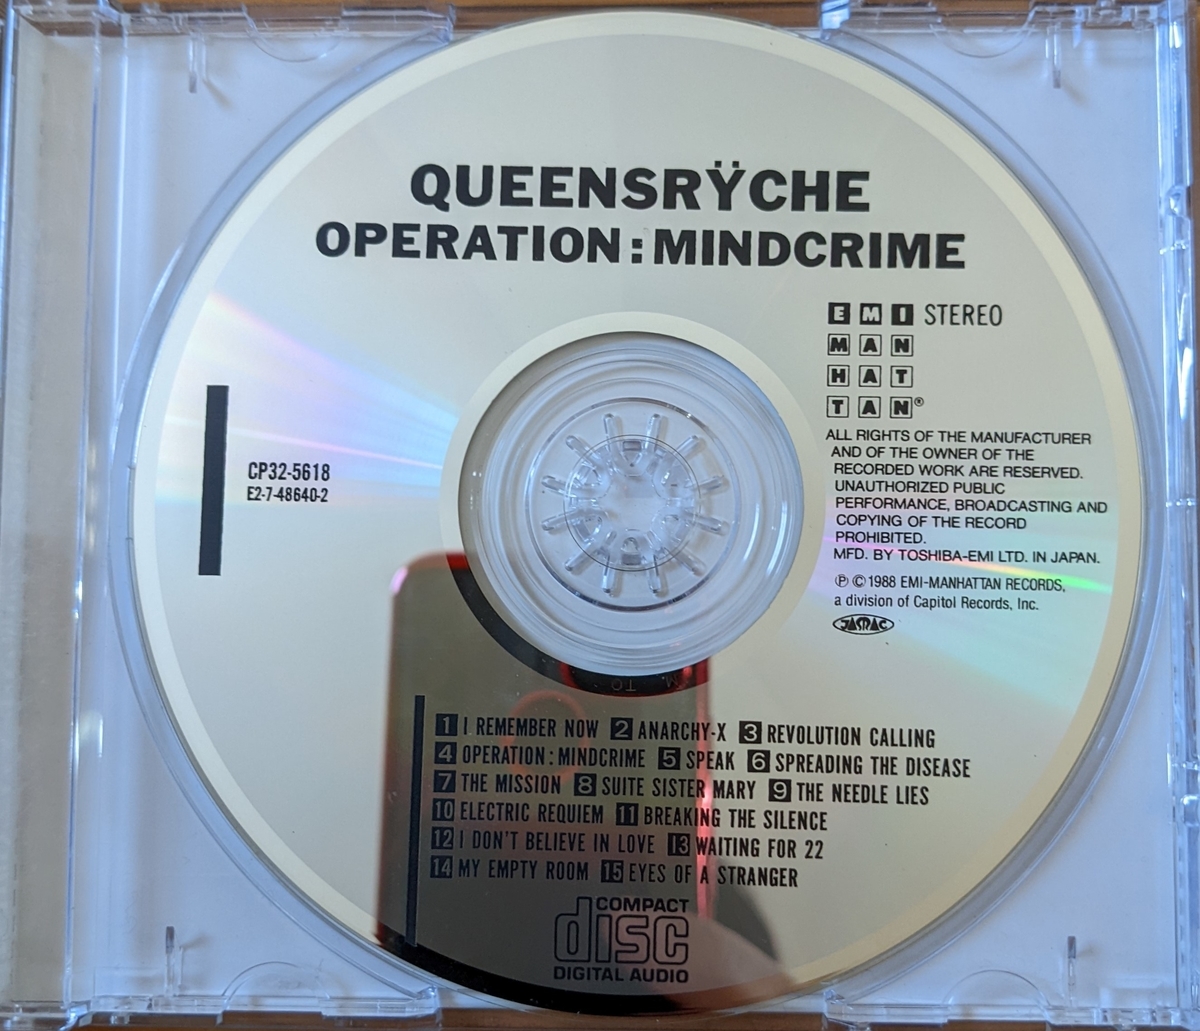 QUEENSRŸCHE
OPERATION:MINDCRIME
EMI STEREO
MAN
HAT
TAN®
CP32-5618
E2-7-48640-2
ALL RIGHTS OF THE MANUFACTURER
AND OF THE OWNER OF THE
RECORDED WORK ARE RESERVED.
UNAUTHORIZED PUBLIC
PERFORMANCE, BROADCASTING AND
COPYING OF THE RECORD
PROHIBITED.
MFD. BY TOSHIBA-EMI LTD. IN JAPAN.
℗ © 1988 EMI-MANHATTAN RECORDS,
a division of Capitol Records, Inc.
JASRAC
TO
1 I REMEMBER NOW 2 ANARCHY-X 3 REVOLUTION CALLING
4 OPERATION:MINDCRIME 5 SPEAK 6 SPREADING THE DISEASE
7 THE MISSION 8 SUITE SISTER MARY 9 THE NEEDLE LIES
10 ELECTRIC REQUIEM 11 BREAKING THE SILENCE
12 I DON'T BELIEVE IN LOVE 13 WAITING FOR 22
14 MY EMPTY ROOM 15 EYES OF A STRANGER
COMPACT
disc
DIGITAL AUDIO